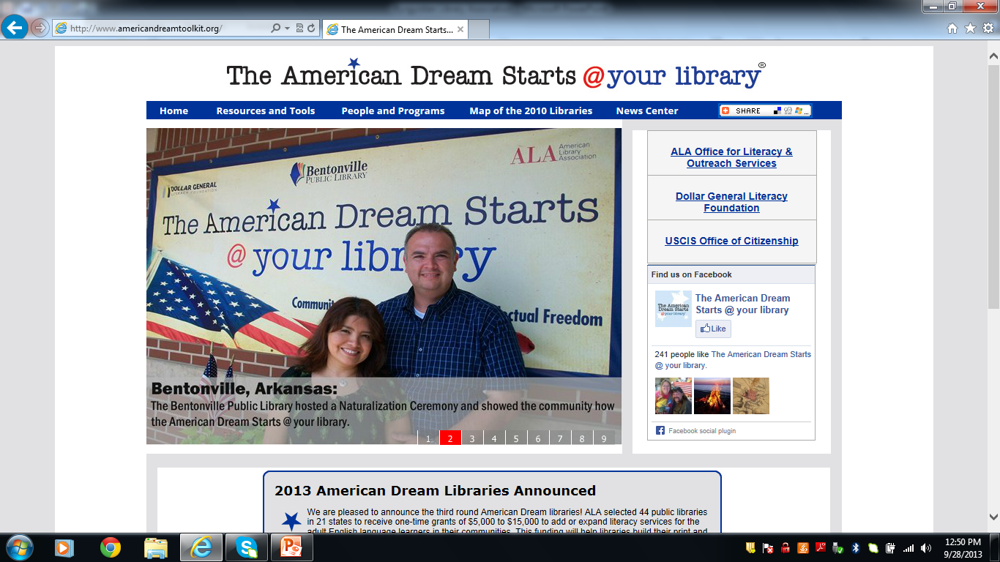 http://www.americandreamtoolkit.org/
The American Dream Starts...
The American Dream Starts @ your library®
Home
Resources and Tools
People and Programs
Map of the 2010 Libraries
News Center
SHARE
ALA American Library Association
Bentonville
PUBLIC LIBRARY
DOLLAR GENERAL
LITERACY FOUNDATION
The American Dream Starts
@ your library
Communit
ctual Freedom
Bentonville, Arkansas:
The Bentonville Public Library hosted a Naturalization Ceremony and showed the community how
the American Dream Starts @ your library.
1 2 3 4 5 6 7 8 9
ALA Office for Literacy &
Outreach Services
Dollar General Literacy
Foundation
USCIS Office of Citizenship
Find us on Facebook
The American Dream
Starts @ your library
Like
241 people like The American Dream Starts
@ your library.
Facebook social plugin
2013 American Dream Libraries Announced
We are pleased to announce the third round American Dream libraries! ALA selected 44 public libraries
in 21 states to receive one-time grants of $5,000 to $15,000 to add or expand literacy services for the
adult English language learners in their communities. This funding will help libraries build their print and
12:50 PM
9/28/2013